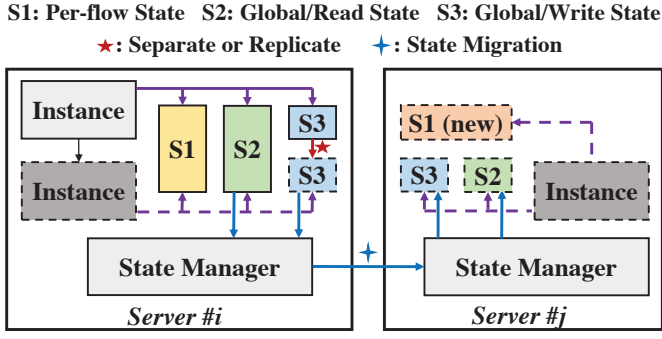 S1: Per-flow State S2: Global/Read State S3: Global/Write State
★: Separate or Replicate ✦: State Migration
Instance
S1
S2
S3
Instance
S3
State Manager
Server #i
S1 (new)
S3
S2
Instance
State Manager
Server #j